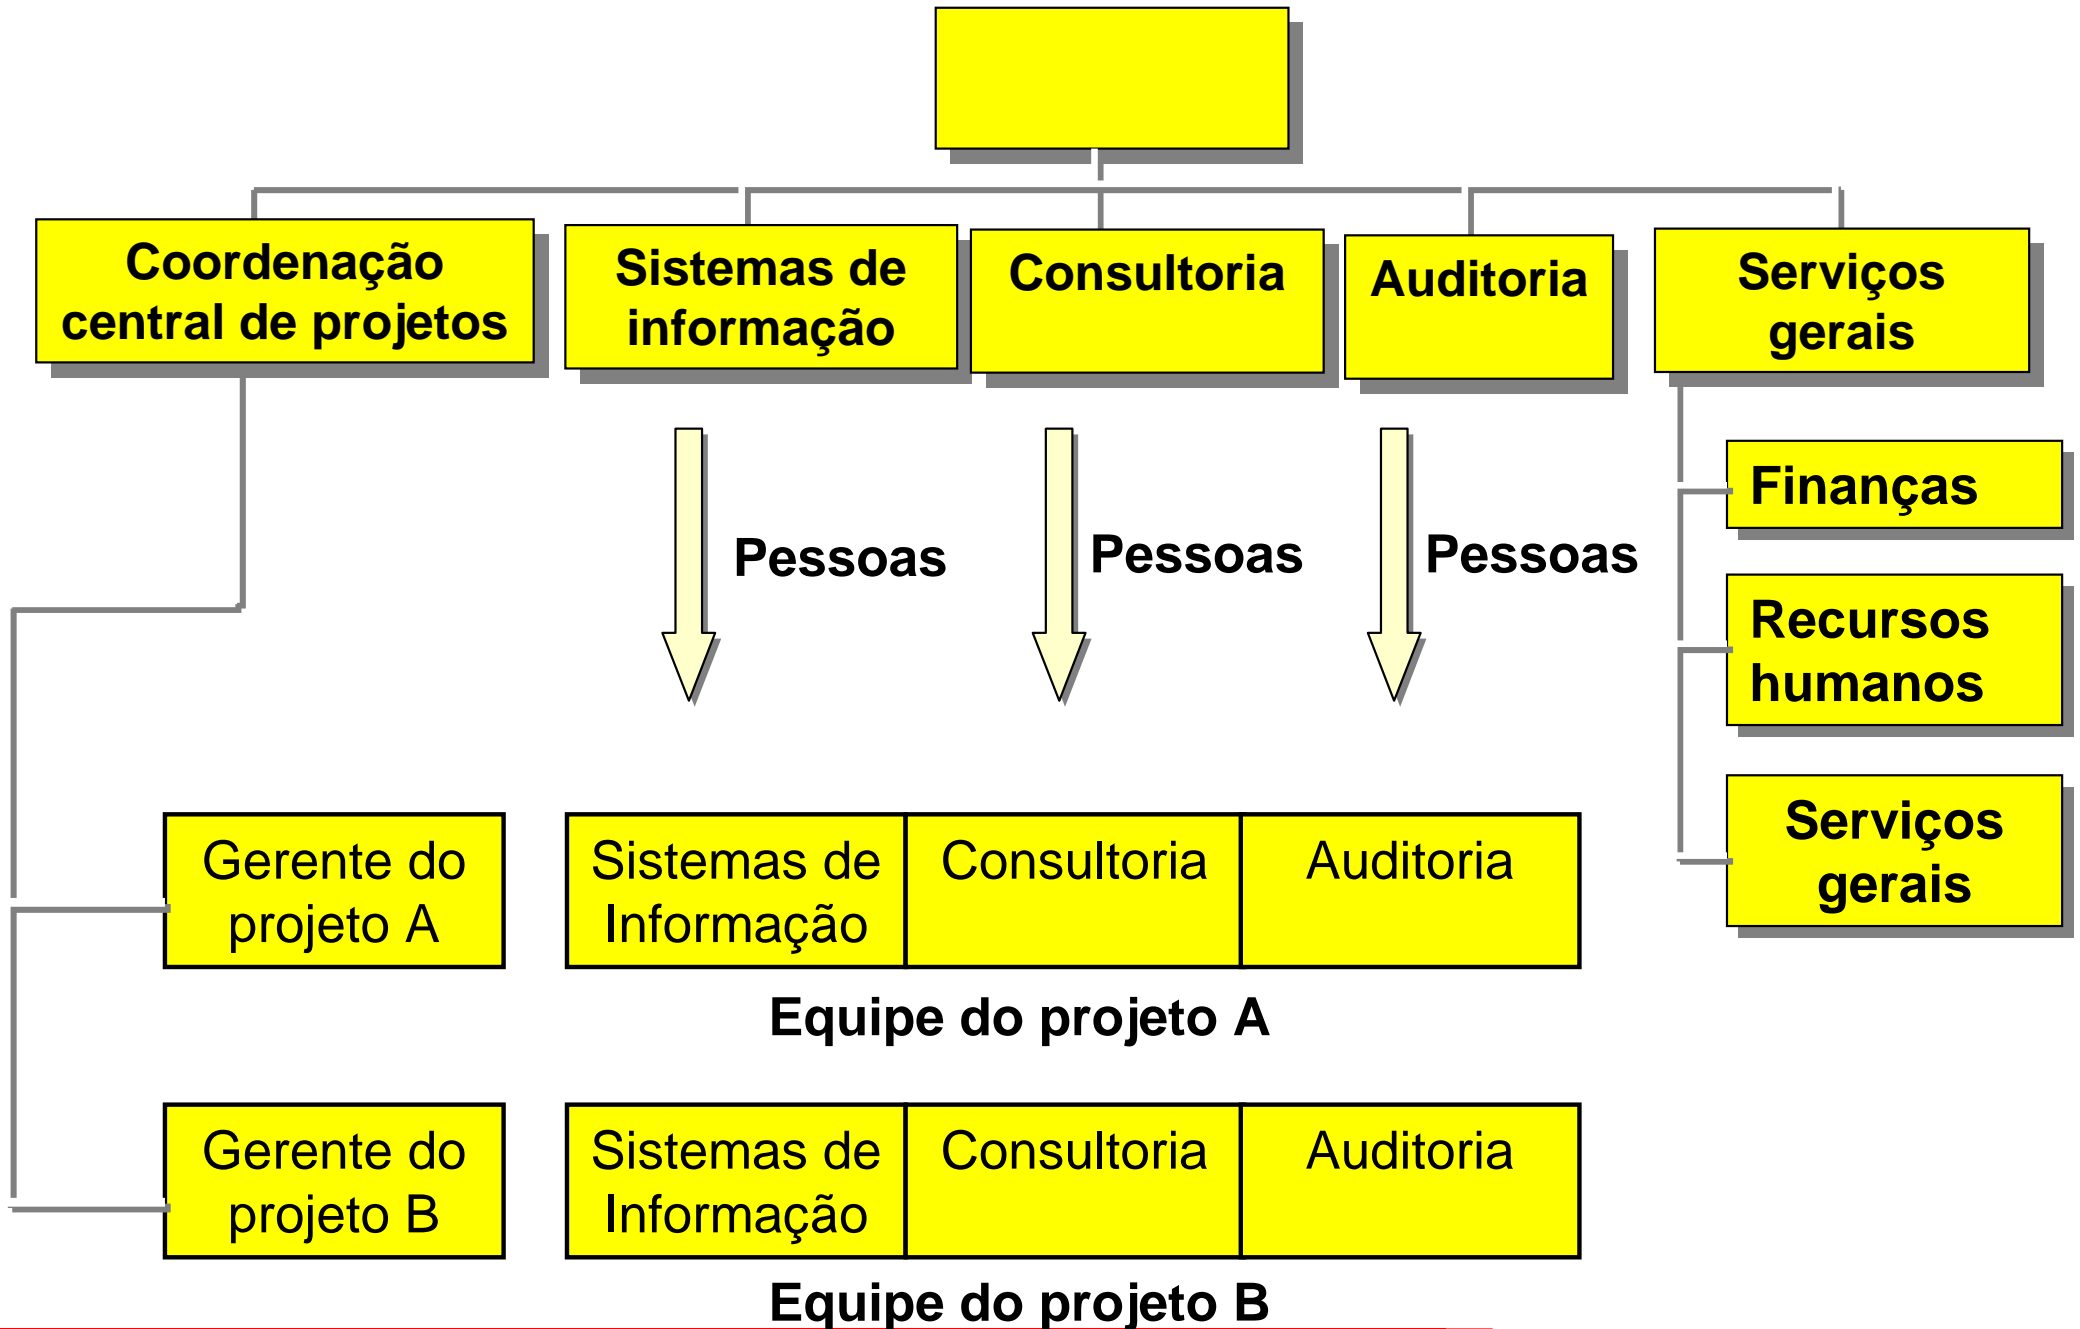 Coordenação
central de projetos
Sistemas de
informação
Consultoria
Auditoria
Serviços
gerais
Pessoas
Pessoas
Pessoas
Finanças
Recursos
humanos
Serviços
gerais
Gerente do
projeto A
Sistemas de
Informação
Consultoria
Auditoria
Equipe do projeto A
Gerente do
projeto B
Sistemas de
Informação
Consultoria
Auditoria
Equipe do projeto B